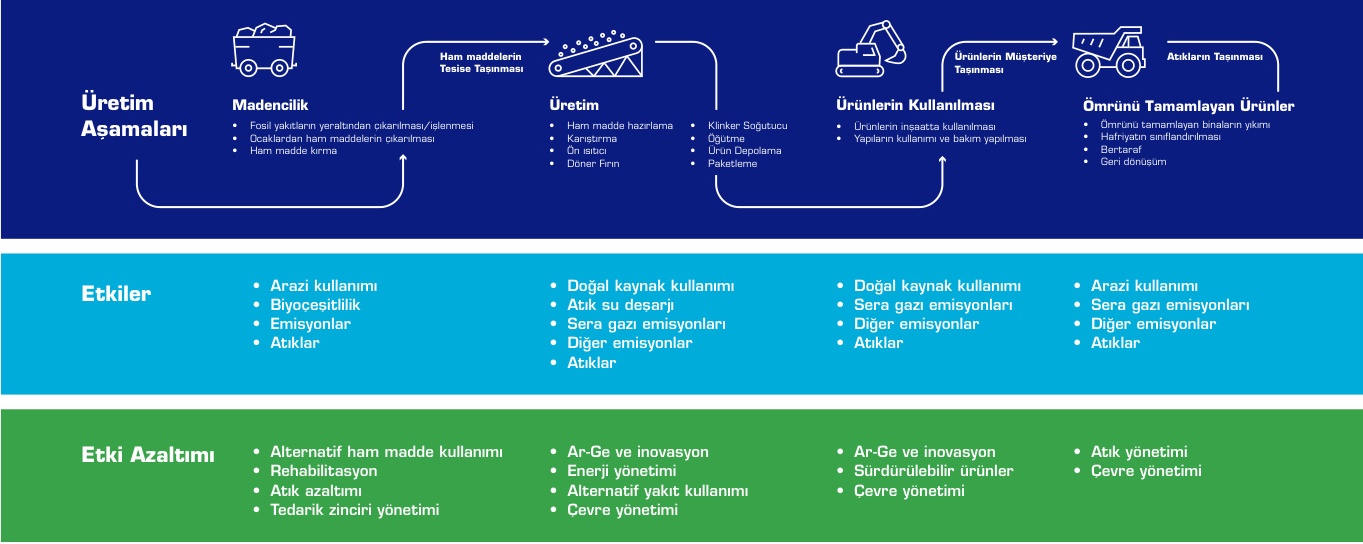 Üretim
Aşamaları
Madencilik
• Fosil yakıtların yeraltından çıkarılması/işlenmesi
• Ocaklardan ham maddelerin çıkarılması
• Ham madde kırma
Ham maddelerin
Tesise Taşınması
Üretim
• Ham madde hazırlama
• Karıştırma
• Ön ısıtıcı
• Döner Fırın
• Klinker Soğutucu
• Öğütme
• Ürün Depolama
• Paketleme
Ürünlerin Kullanılması
• Ürünlerin inşaatta kullanılması
• Yapıların kullanımı ve bakım yapılması
Ürünlerin Müşteriye
Taşınması
Ömrünü Tamamlayan Ürünler
• Ömrünü tamamlayan binaların yıkımı
• Hafriyatın sınıflandırılması
• Bertaraf
• Geri dönüşüm
Atıkların Taşınması
Etkiler
• Arazi kullanımı
• Biyoçeşitlilik
• Emisyonlar
• Atıklar
• Doğal kaynak kullanımı
• Atık su deşarjı
• Sera gazı emisyonları
• Diğer emisyonlar
• Atıklar
• Doğal kaynak kullanımı
• Sera gazı emisyonları
• Diğer emisyonlar
• Atıklar
• Arazi kullanımı
• Sera gazı emisyonları
• Diğer emisyonlar
• Atıklar
Etki Azaltımı
• Alternatif ham madde kullanımı
• Rehabilitasyon
• Atık azaltımı
• Tedarik zinciri yönetimi
• Ar-Ge ve inovasyon
• Enerji yönetimi
• Alternatif yakıt kullanımı
• Çevre yönetimi
• Ar-Ge ve inovasyon
• Sürdürülebilir ürünler
• Çevre yönetimi
• Atık yönetimi
• Çevre yönetimi